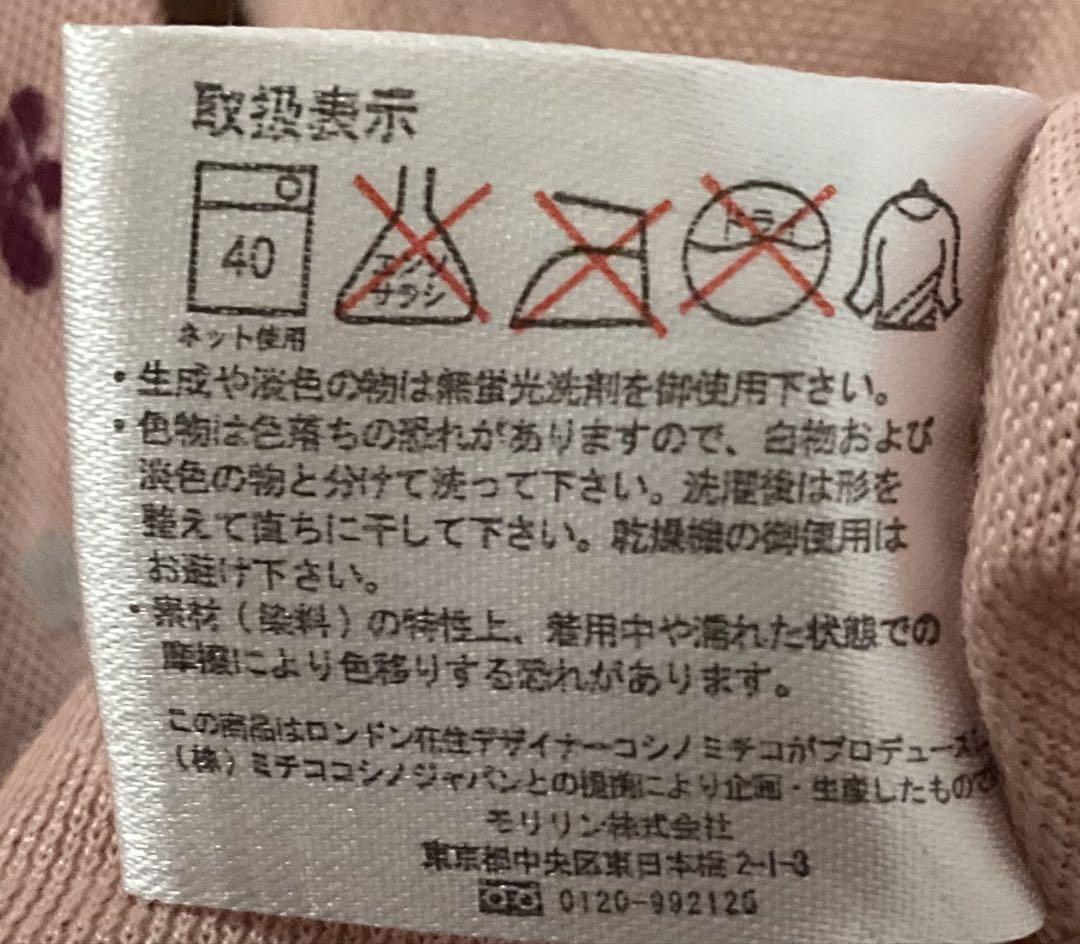 取扱表示
40
エンソ
サラシ
ドライ
ネット使用
・生成や淡色の物は無蛍光洗剤を御使用下さい。
・色物は色落ちの恐れがありますので、白物および
淡色の物と分けて洗って下さい。洗濯後は形を
整えて直ちに干して下さい。乾燥機の御使用は
お避け下さい。
・素材(染料)の特性上、着用中や濡れた状態での
摩擦により色移りする恐れがあります。
この商品はロンドン在住デザイナーコシノミチコがプロデュース
(株)ミチココシノジャパンとの提携により企画・生産したもので
モリリン株式会社
東京都中央区東日本橋2-1-3
0120-992125